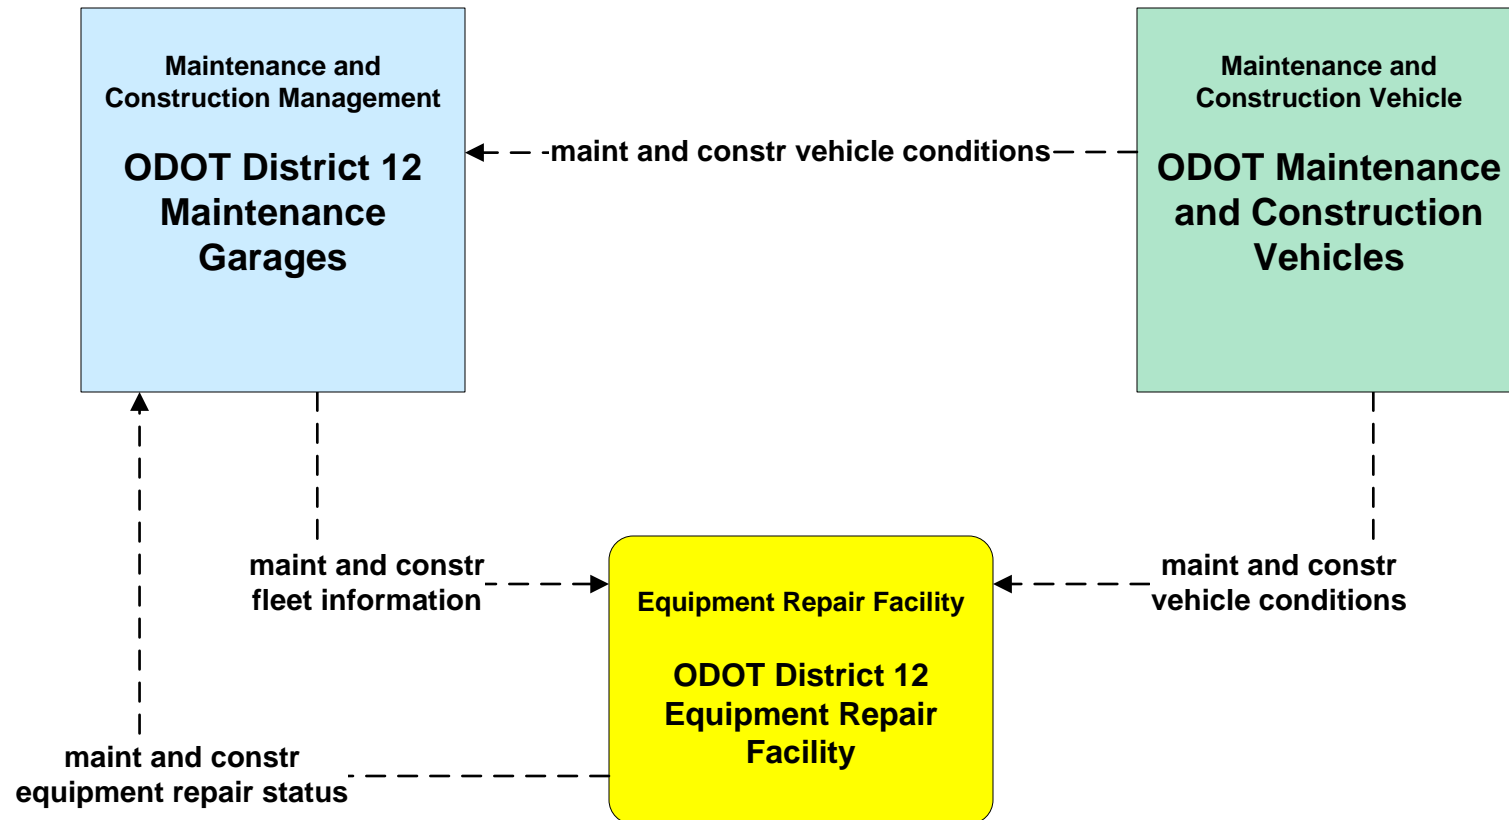 Maintenance and
Construction Management
ODOT District 12
Maintenance
Garages
maint and constr vehicle conditions
Maintenance and
Construction Vehicle
ODOT Maintenance
and Construction
Vehicles
maint and constr
fleet information
Equipment Repair Facility
ODOT District 12
Equipment Repair
Facility
maint and constr
vehicle conditions
maint and constr
equipment repair status